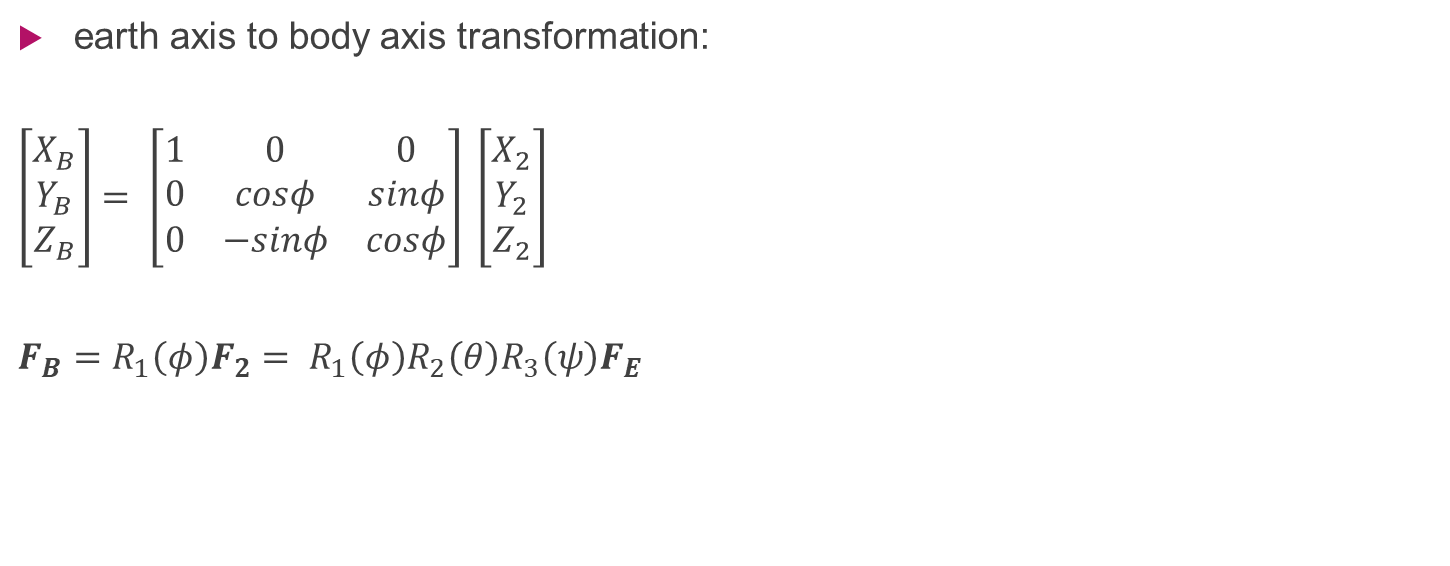 ▶ earth axis to body axis transformation:
[X_B] [1 0 0] [X_2]
[Y_B] = [0 cosϕ sinϕ] [Y_2]
[Z_B] [0 −sinϕ cosϕ] [Z_2]
F_B = R_1(ϕ)F_2 = R_1(ϕ)R_2(θ)R_3(ψ)F_E